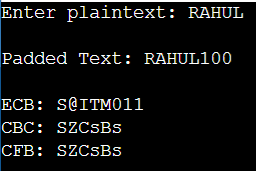 Enter plaintext: RAHUL
Padded Text: RAHUL100
ECB: S@ITM011
CBC: SZCsBs
CFB: SZCsBs